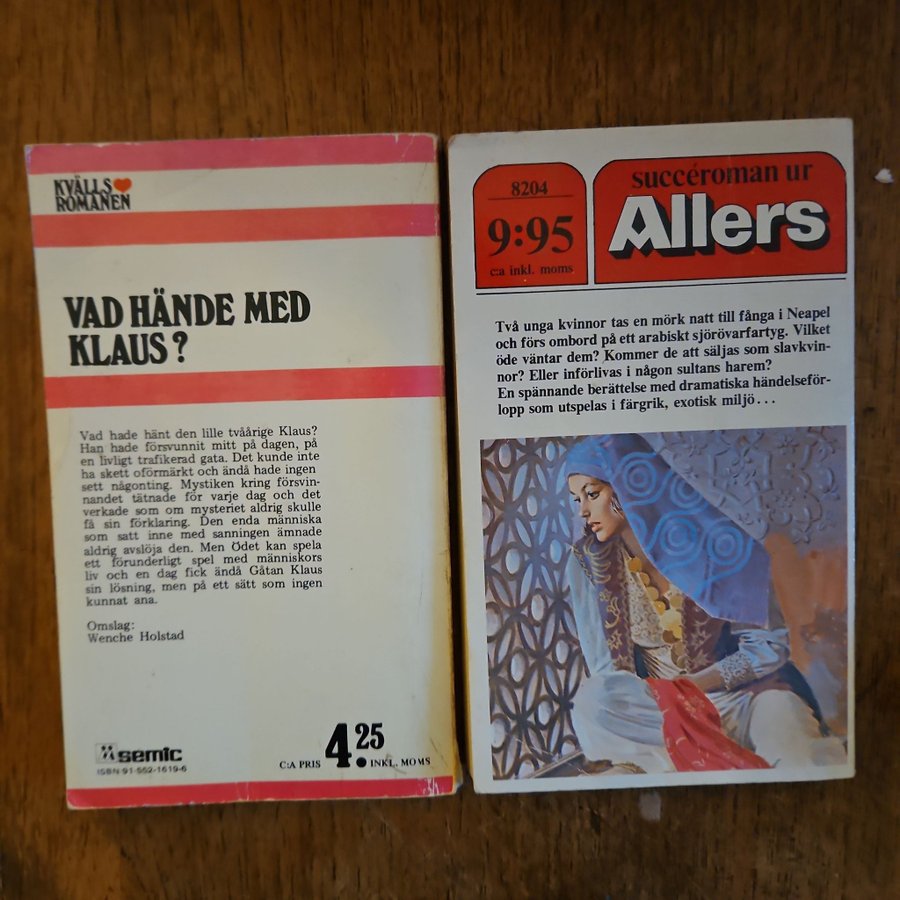 KVÄLLS
ROMANEN
VAD HÄNDE MED
KLAUS?
Vad hade hänt den lille tvåårige Klaus?
Han hade försvunnit mitt på dagen, på
en livligt trafikerad gata. Det kunde inte
ha skett oförmärkt och ändå hade ingen
sett någonting. Mystiken kring försvin-
nandet tätnade för varje dag och det
verkade som om mysteriet aldrig skulle
få sin förklaring. Den enda människa
som satt inne med sanningen ämnade
aldrig avslöja den. Men Ödet kan spela
ett förunderligt spel med människors
liv och en dag fick ändå Gåtan Klaus
sin lösning, men på ett sätt som ingen
kunnat ana.
Omslag:
Wenche Holstad
semic
ISBN 91-552-1619-6
C:A PRIS 4.25 INKL. MOMS
8204
9:95
c:a inkl. moms
succéroman ur
Allers
Två unga kvinnor tas en mörk natt till fånga i Neapel
och förs ombord på ett arabiskt sjörövarfartyg. Vilket
öde väntar dem? Kommer de att säljas som slavkvin-
nor? Eller införlivas i någon sultans harem?
En spännande berättelse med dramatiska händelseför-
lopp som utspelas i färgrik, exotisk miljö...